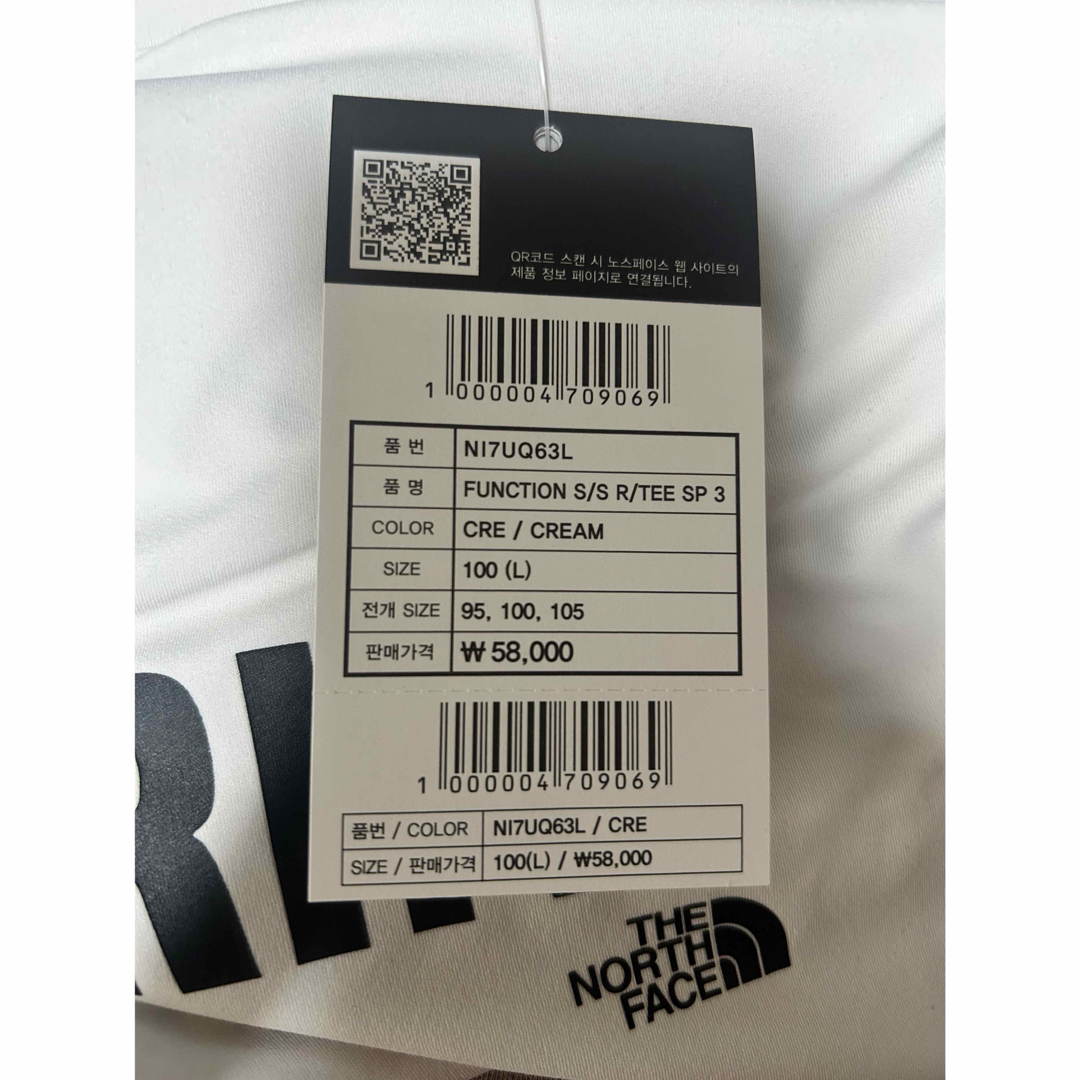 QR코드 스캔 시 노스페이스 웹 사이트의
제품 정보 페이지로 연결됩니다.
1 000004 709069
품 번 NI7UQ63L
품 명 FUNCTION S/S R/TEE SP 3
COLOR CRE / CREAM
SIZE 100 (L)
전개 SIZE 95, 100, 105
판매가격 ₩ 58,000
1 000004 709069
품번 / COLOR NI7UQ63L / CRE
SIZE / 판매가격 100(L) / ₩58,000
THE
NORTH
FACE